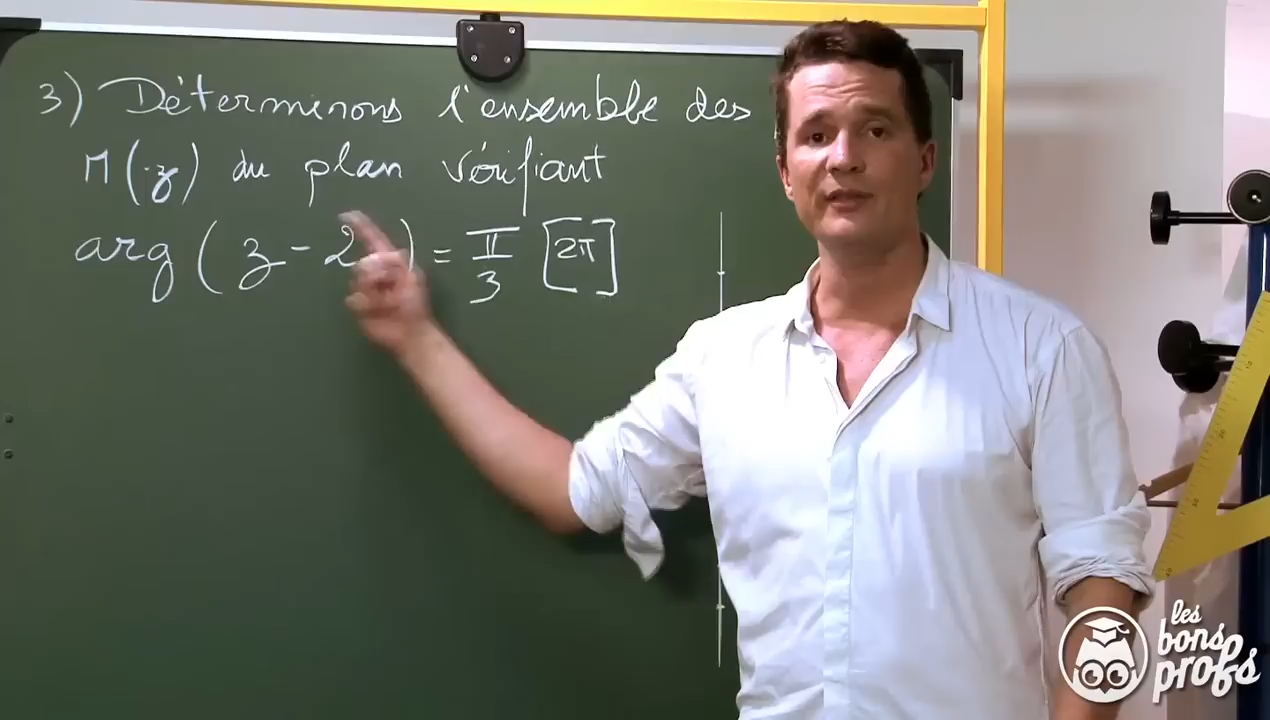 3) Déterminons l'ensemble des
M(z) du plan vérifiant
arg(z-2 ) = π/3 [2π]
les
bons
profs